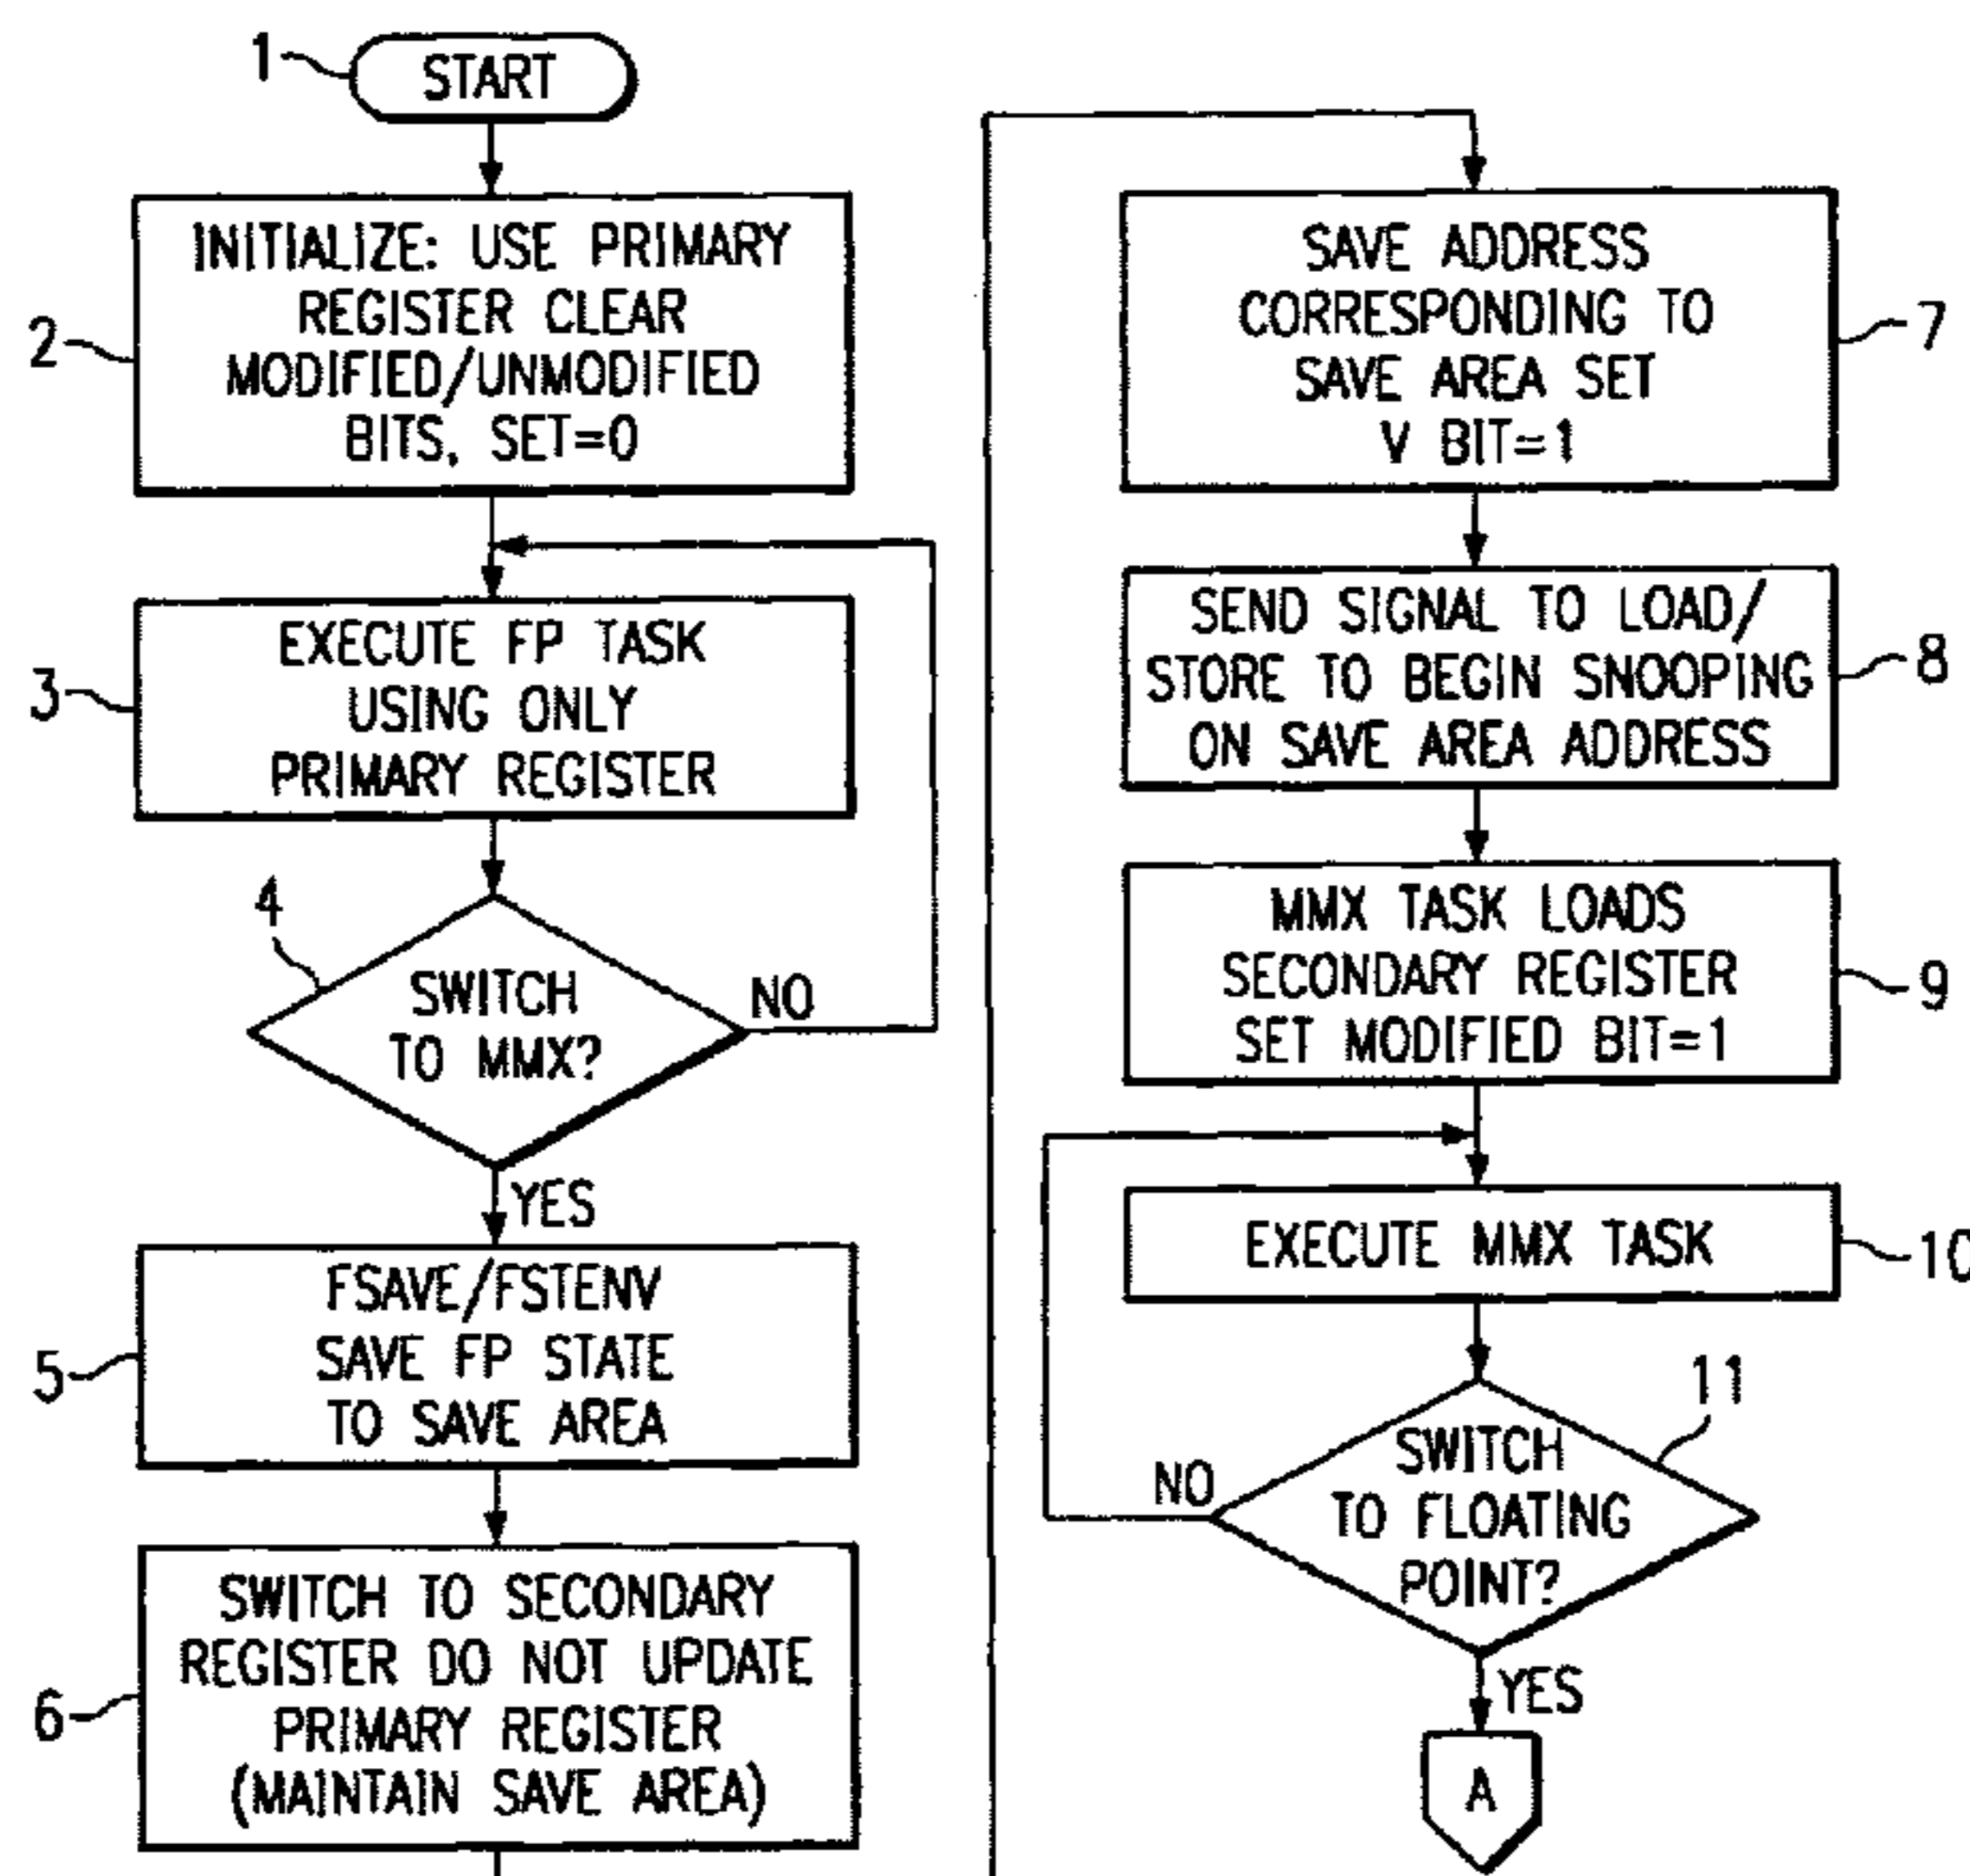 1
START
2
INITIALIZE: USE PRIMARY
REGISTER CLEAR
MODIFIED/UNMODIFIED
BITS, SET=0
3
EXECUTE FP TASK
USING ONLY
PRIMARY REGISTER
4
SWITCH
TO MMX?
NO
YES
5
FSAVE/FSTENV
SAVE FP STATE
TO SAVE AREA
6
SWITCH TO SECONDARY
REGISTER DO NOT UPDATE
PRIMARY REGISTER
(MAINTAIN SAVE AREA)
SAVE ADDRESS
CORRESPONDING TO
SAVE AREA SET
V BIT=1
7
SEND SIGNAL TO LOAD/
STORE TO BEGIN SNOOPING
ON SAVE AREA ADDRESS
8
MMX TASK LOADS
SECONDARY REGISTER
SET MODIFIED BIT=1
9
EXECUTE MMX TASK
10
11
SWITCH
TO FLOATING
POINT?
NO
YES
A